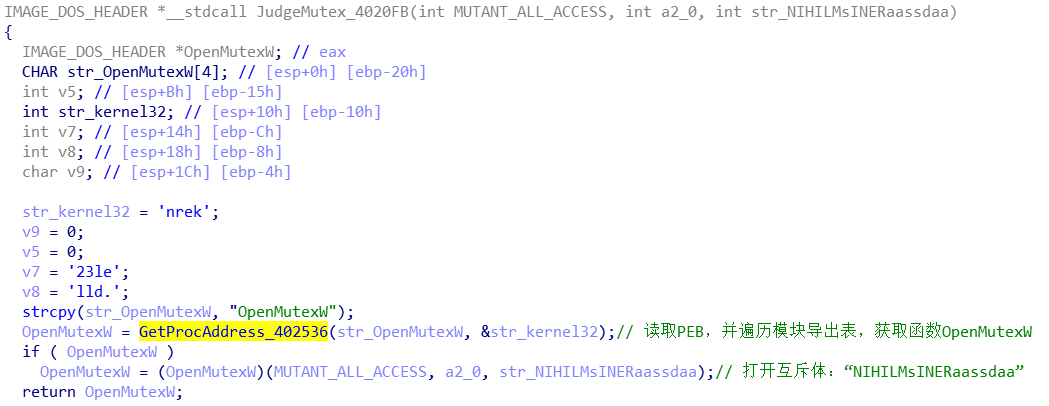 IMAGE_DOS_HEADER *__stdcall JudgeMutex_4020FB(int MUTANT_ALL_ACCESS, int a2_0, int str_NIHILMsINERaassdaa)
{
  IMAGE_DOS_HEADER *OpenMutexW; // eax
  CHAR str_OpenMutexW[4]; // [esp+0h] [ebp-20h]
  int v5; // [esp+Bh] [ebp-15h]
  int str_kernel32; // [esp+10h] [ebp-10h]
  int v7; // [esp+14h] [ebp-Ch]
  int v8; // [esp+18h] [ebp-8h]
  char v9; // [esp+1Ch] [ebp-4h]

  str_kernel32 = 'nrek';
  v9 = 0;
  v5 = 0;
  v7 = '23le';
  v8 = 'lld.';
  strcpy(str_OpenMutexW, "OpenMutexW");
  OpenMutexW = GetProcAddress_402536(str_OpenMutexW, &str_kernel32);// 读取PEB，并遍历模块导出表，获取函数OpenMutexW
  if ( OpenMutexW )
    OpenMutexW = (OpenMutexW)(MUTANT_ALL_ACCESS, a2_0, str_NIHILMsINERaassdaa);// 打开互斥体：“NIHILMsINERaassdaa”
  return OpenMutexW;